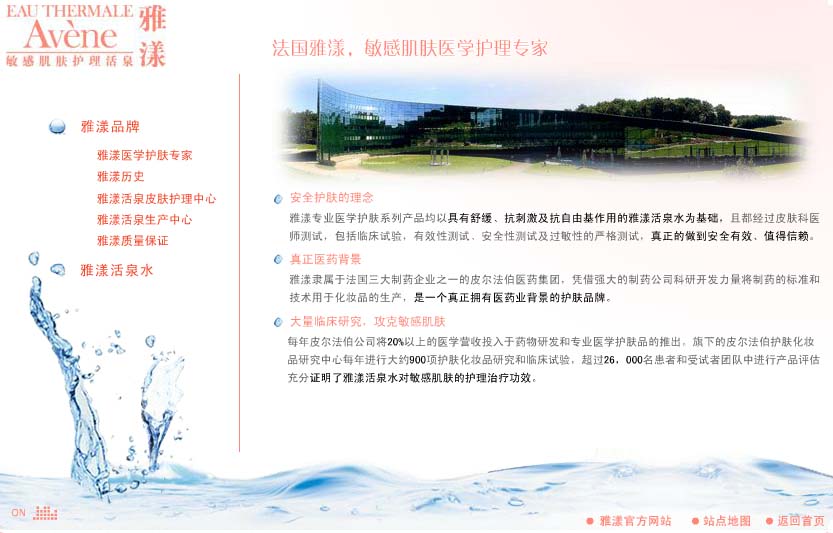 EAU THERMALE
Avène
敏感肌肤护理活泉
雅漾
法国雅漾，敏感肌肤医学护理专家
雅漾品牌
雅漾医学护肤专家
雅漾历史
雅漾活泉皮肤护理中心
雅漾活泉生产中心
雅漾质量保证
雅漾活泉水
安全护肤的理念
雅漾专业医学护肤系列产品均以具有舒缓、抗刺激及抗自由基作用的雅漾活泉水为基础，且都经过皮肤科医
师测试，包括临床试验，有效性测试，安全性测试及过敏性的严格测试，真正的做到安全有效、值得信赖。
真正医药背景
雅漾隶属于法国三大制药企业之一的皮尔法伯医药集团，凭借强大的制药公司科研开发力量将制药的标准和
技术用于化妆品的生产，是一个真正拥有医药业背景的护肤品牌。
大量临床研究，攻克敏感肌肤
每年皮尔法伯公司将20%以上的医学营收投入于药物研发和专业医学护肤品的推出，旗下的皮尔法伯护肤化妆
品研究中心每年进行大约900项护肤化妆品研究和临床试验，超过26，000名患者和受试者团队中进行产品评估
充分证明了雅漾活泉水对敏感肌肤的护理治疗功效。
ON
雅漾官方网站
站点地图
返回首页